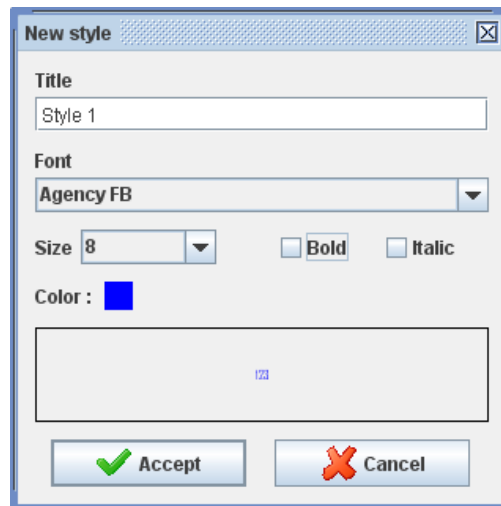 New style
Title
Style 1
Font
Agency FB
Size 8 Bold Italic
Color :
123
Accept Cancel